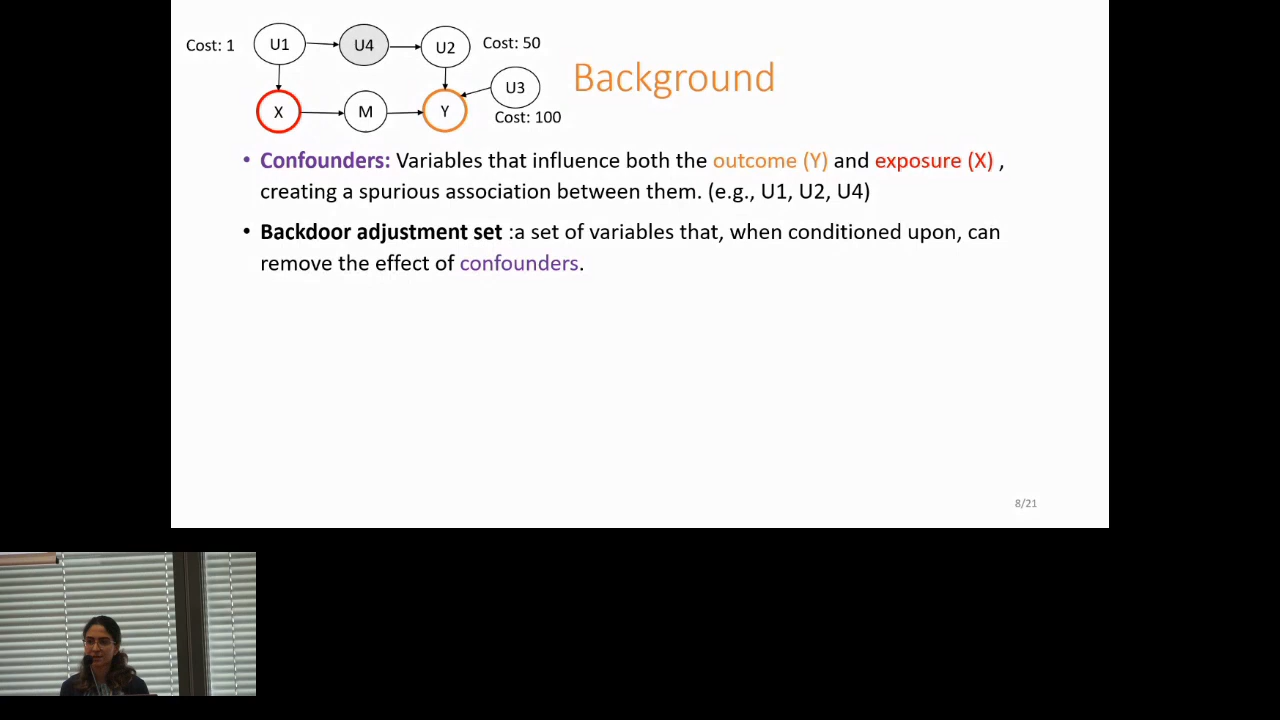 Cost: 1
U1
U4
U2
Cost: 50
U3
Cost: 100
X
M
Y
Background
• Confounders: Variables that influence both the outcome (Y) and exposure (X) ,
creating a spurious association between them. (e.g., U1, U2, U4)
• Backdoor adjustment set :a set of variables that, when conditioned upon, can
remove the effect of confounders.
8/21